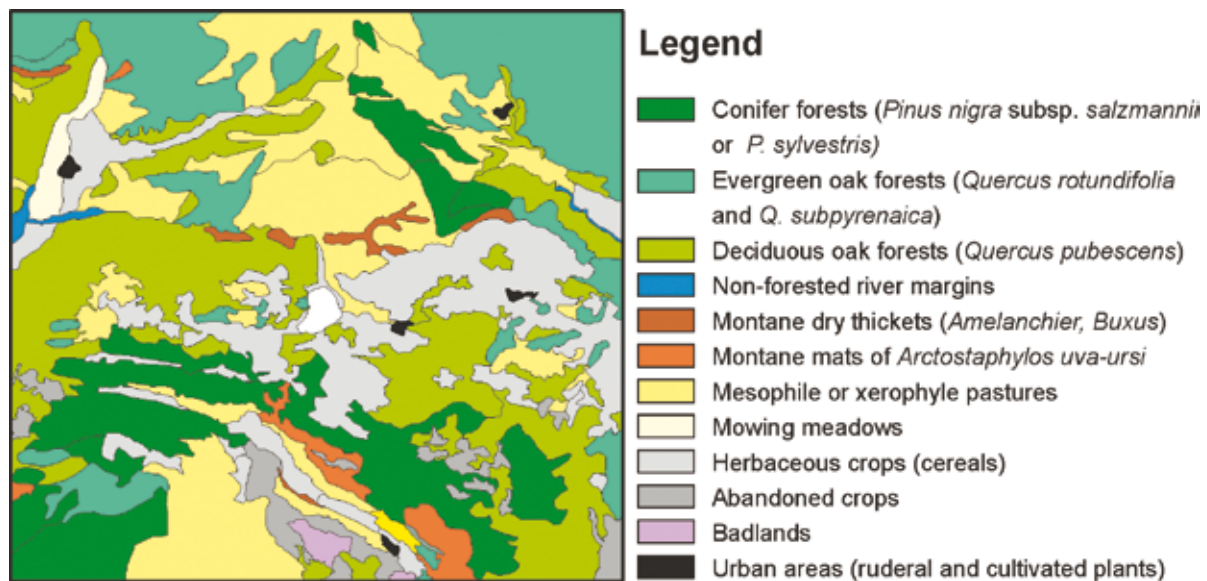 Legend
Conifer forests (Pinus nigra subsp. salzmannii
or P. sylvestris)
Evergreen oak forests (Quercus rotundifolia
and Q. subpyrenaica)
Deciduous oak forests (Quercus pubescens)
Non-forested river margins
Montane dry thickets (Amelanchier, Buxus)
Montane mats of Arctostaphylos uva-ursi
Mesophile or xerophyle pastures
Mowing meadows
Herbaceous crops (cereals)
Abandoned crops
Badlands
Urban areas (ruderal and cultivated plants)